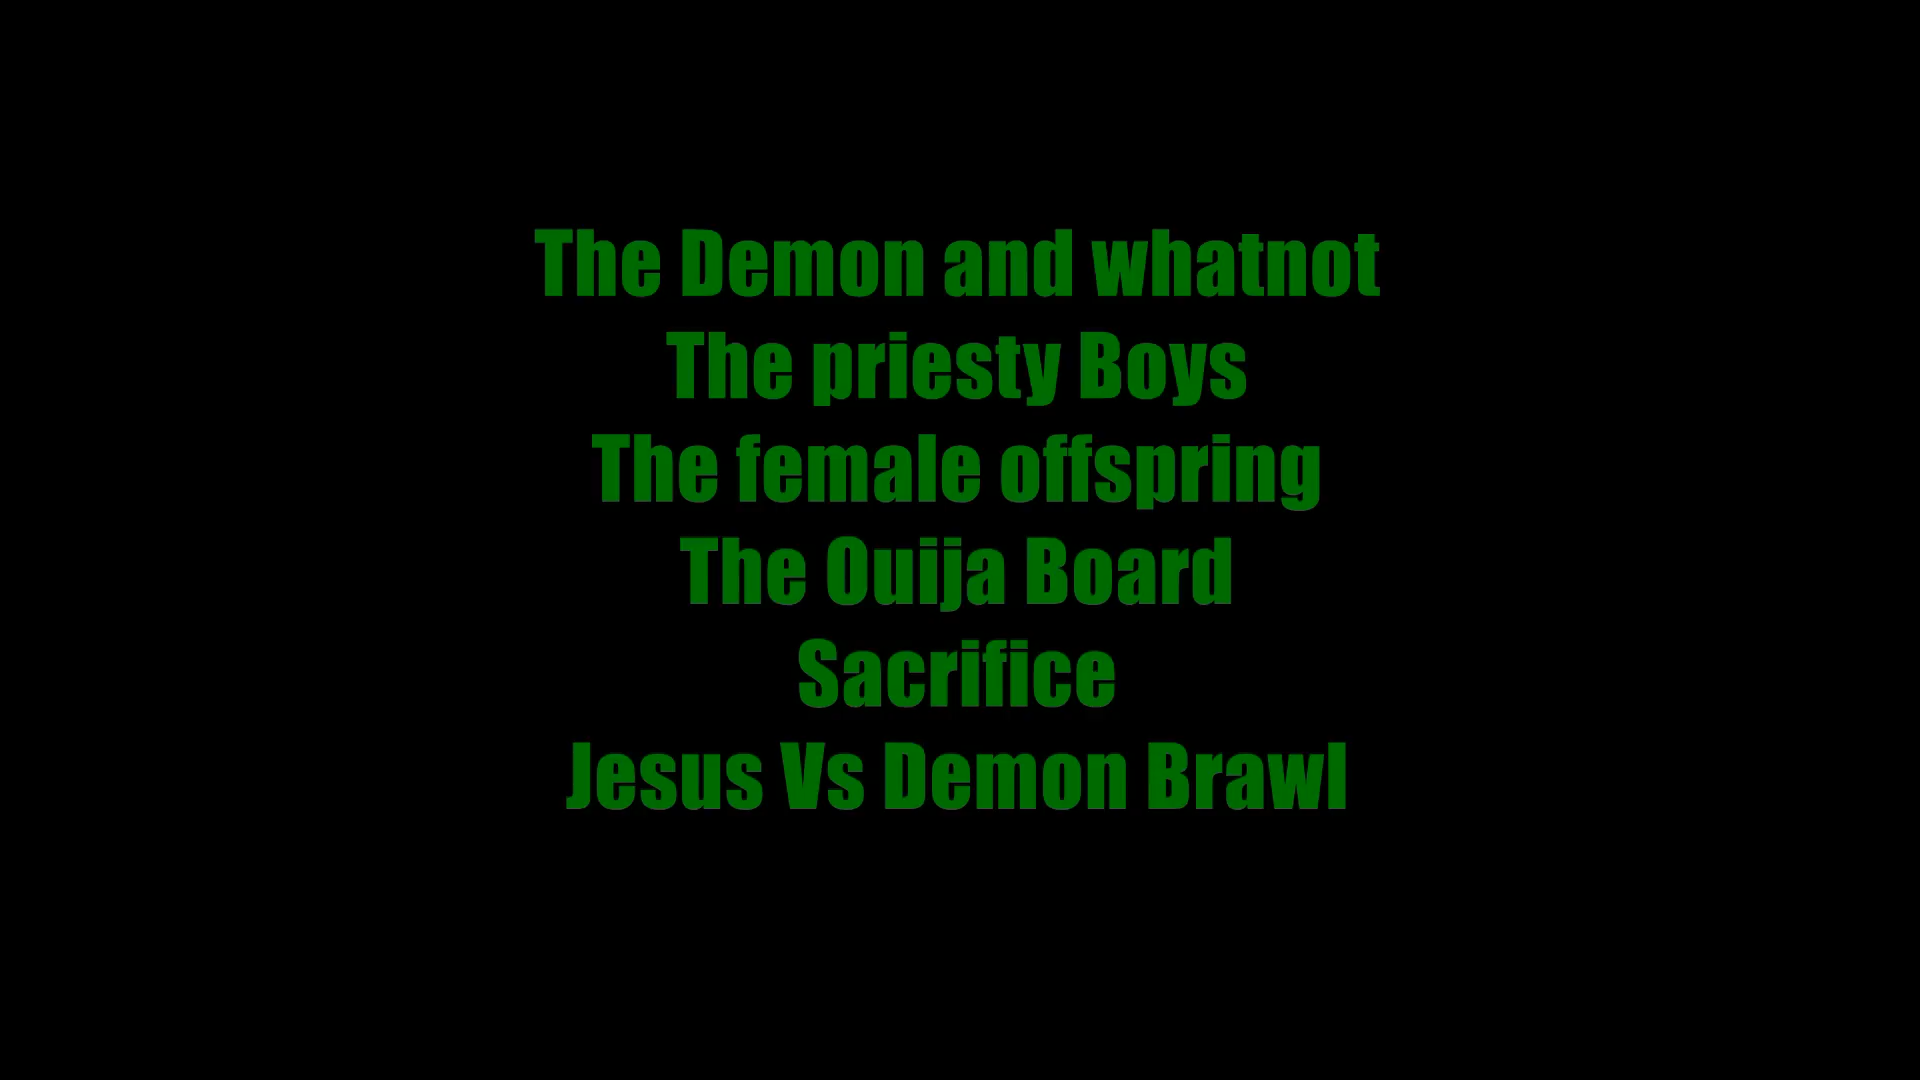 The Demon and whatnot
The priesty Boys
The female offspring
The Ouija Board
Sacrifice
Jesus Vs Demon Brawl